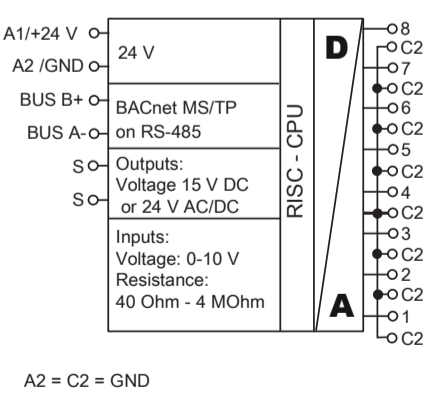 A1/+24 V
A2 /GND
BUS B+
BUS A-
S
S
24 V
BACnet MS/TP
on RS-485
Outputs:
Voltage 15 V DC
or 24 V AC/DC
Inputs:
Voltage: 0-10 V
Resistance:
40 Ohm - 4 MOhm
RISC - CPU
D
A
8
C2
7
C2
6
C2
5
C2
4
C2
3
C2
2
C2
1
C2
A2 = C2 = GND